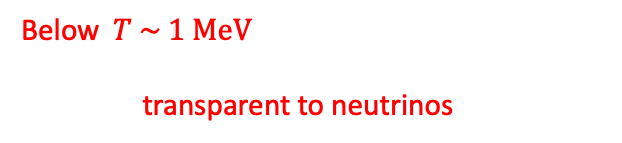 Below T ~ 1 MeV
transparent to neutrinos